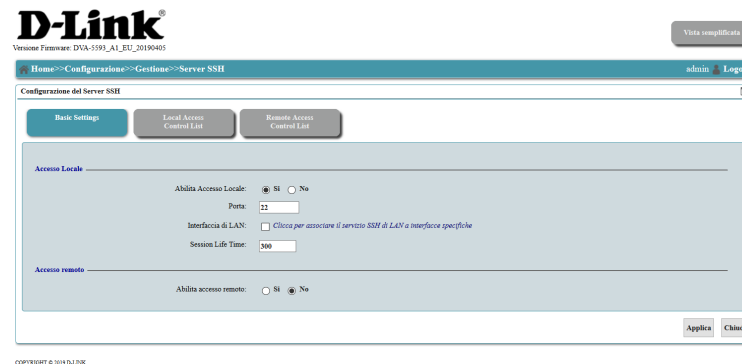 D-Link®
Vista semplificata
Versione Firmware: DVA-5593_A1_EU_20190405
Home>>Configurazione>>Gestione>>Server SSH admin
Configurazione del Server SSH
Basic Settings
Local Access
Control List
Remote Access
Control List
Accesso Locale
Abilita Accesso Locale: Sì No
Porta: 22
Interfaccia di LAN: Clicca per associare il servizio SSH di LAN a interfacce specifiche
Session Life Time: 300
Accesso remoto
Abilita accesso remoto: Sì No
Applica
COPYRIGHT © 2019 D-LINK